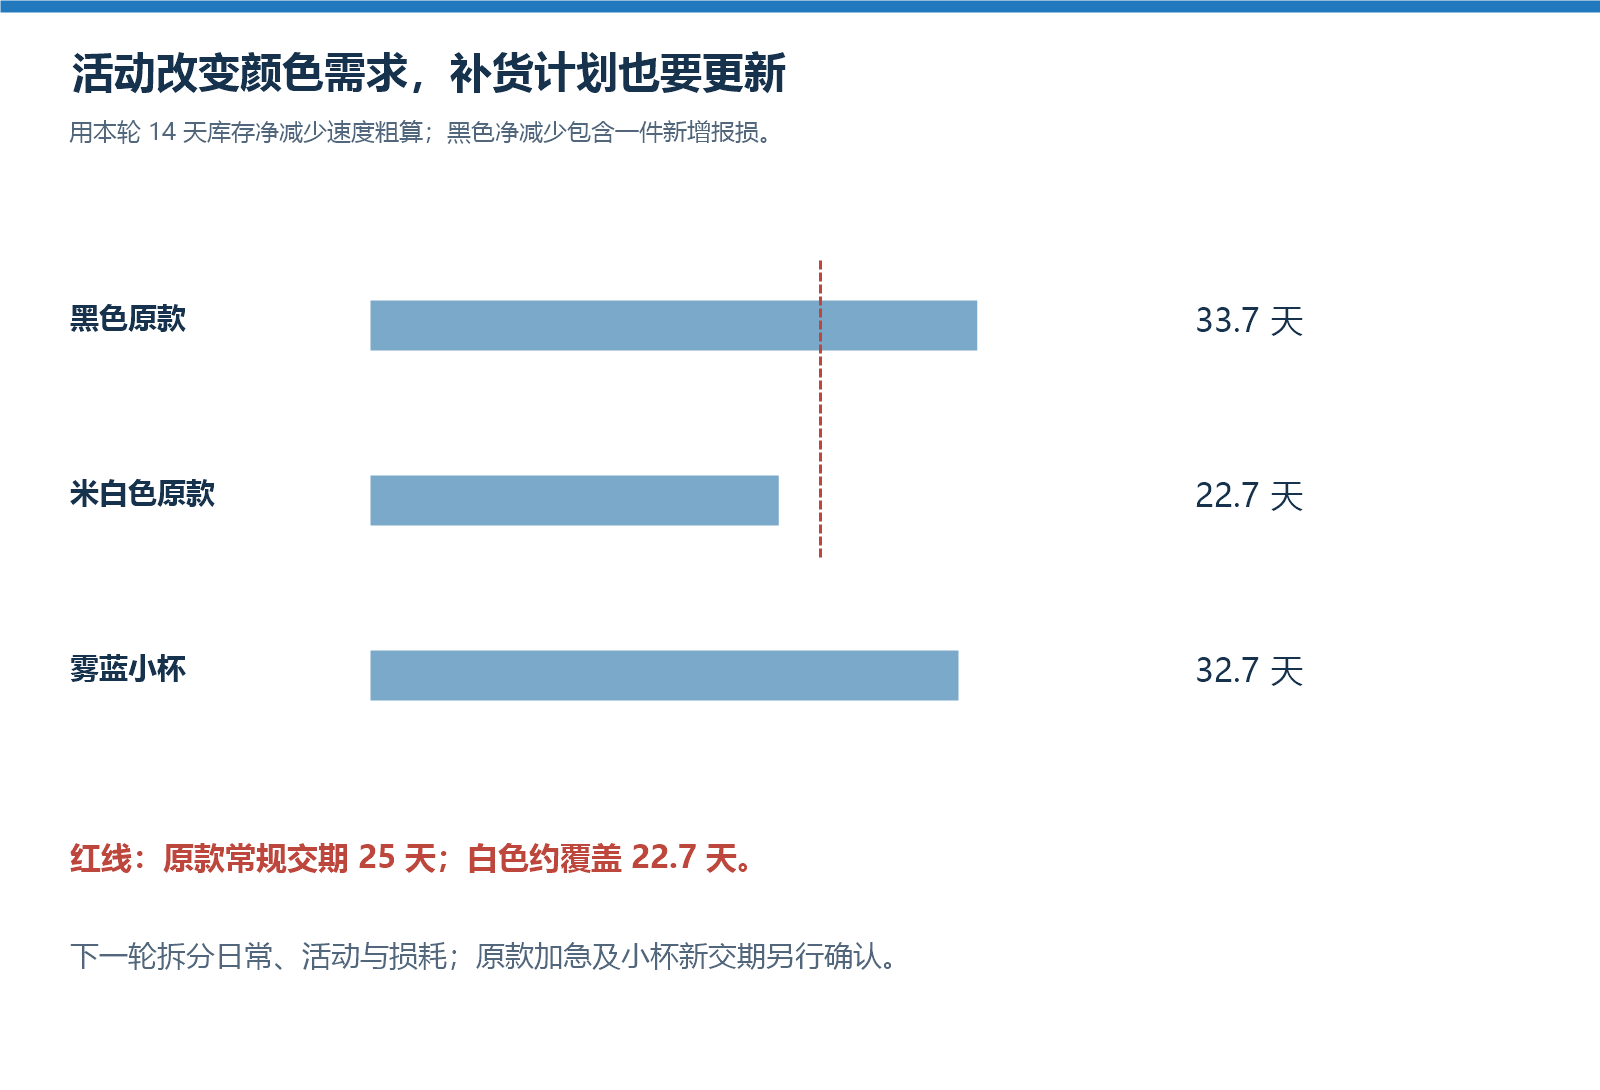 活动改变颜色需求，补货计划也要更新
用本轮 14 天库存净减少速度粗算；黑色净减少包含一件新增报损。
黑色原款
33.7 天
米白色原款
22.7 天
雾蓝小杯
32.7 天
红线：原款常规交期 25 天；白色约覆盖 22.7 天。
下一轮拆分日常、活动与损耗；原款加急及小杯新交期另行确认。